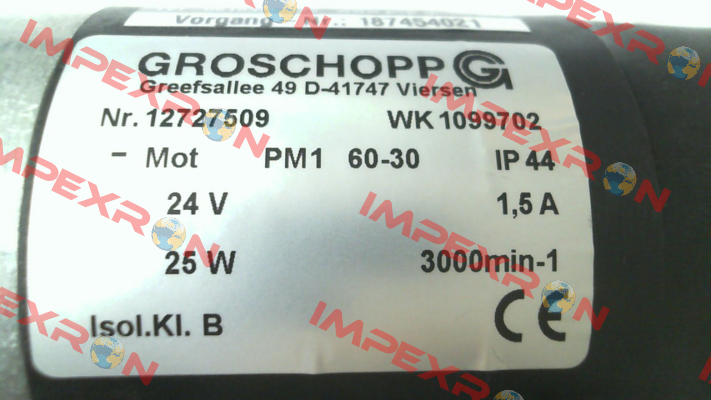 Vorgang Nr.: 187454021
GROSCHOPP
Greefsallee 49 D-41747 Viersen
Nr. 12727509 WK 1099702
- Mot PM1 60-30 IP 44
24 V 1,5 A
25 W 3000min-1
Isol.Kl. B CE
IMPEXRON
IMPEXRON
IMPEXRON
IMPEXRON
IMPEXRON